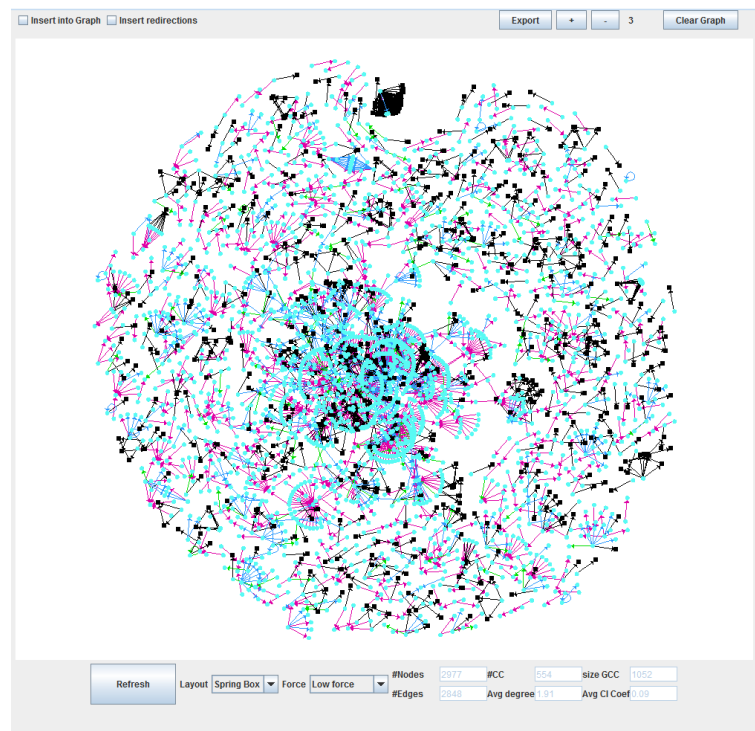 Insert into Graph Insert redirections Export + - 3 Clear Graph
Refresh Layout Spring Box Force Low force
#Nodes 2977 #CC 554 size GCC 1052
#Edges 2848 Avg degree 1.91 Avg Cl Coef 0.09